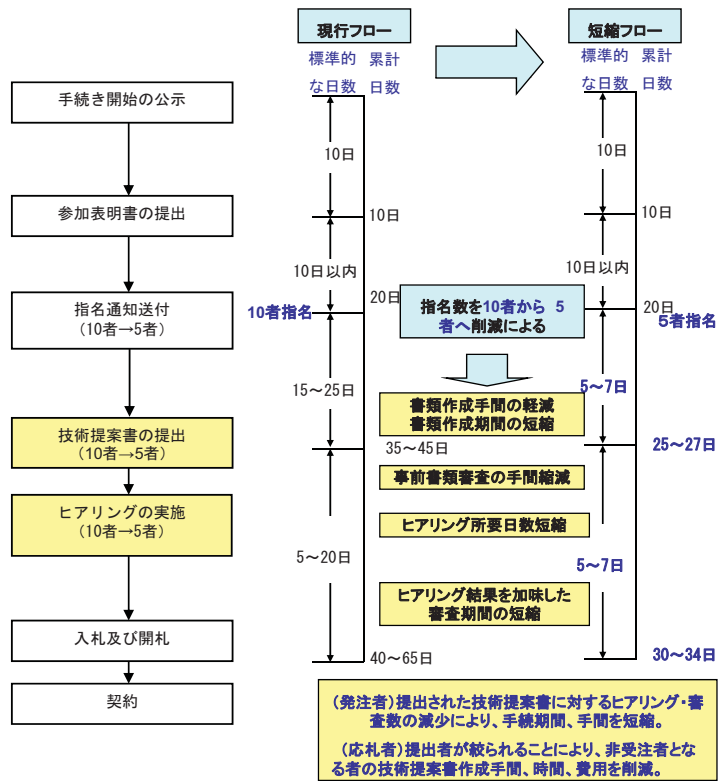 現行フロー
短縮フロー
標準的 累計
な日数 日数
標準的 累計
な日数 日数
手続き開始の公示
参加表明書の提出
指名通知送付
(10者→5者)
技術提案書の提出
(10者→5者)
ヒアリングの実施
(10者→5者)
入札及び開札
契約
10日
10日
10日以内
20日
10者指名
15～25日
35～45日
5～20日
40～65日
指名数を10者から 5
者へ削減による
書類作成手間の軽減
書類作成期間の短縮
事前書類審査の手間縮減
ヒアリング所要日数短縮
ヒアリング結果を加味した
審査期間の短縮
10日
10日
10日以内
20日
5者指名
5～7日
25～27日
5～7日
30～34日
(発注者)提出された技術提案書に対するヒアリング・審
査数の減少により、手続期間、手間を短縮。
(応札者)提出者が絞られることにより、非受注者とな
る者の技術提案書作成手間、時間、費用を削減。